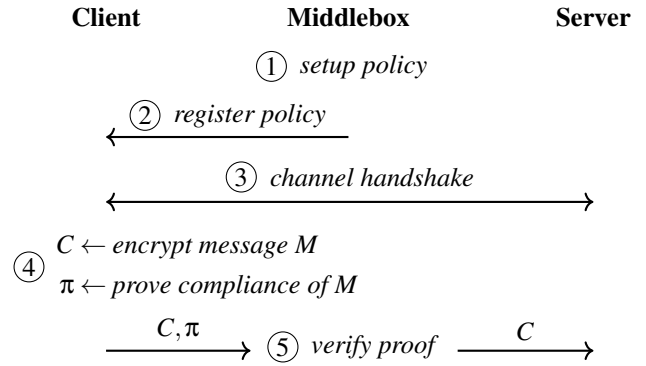 Client Middlebox Server
① setup policy
② register policy
③ channel handshake
④ C ← encrypt message M
π ← prove compliance of M
C, π ⑤ verify proof C